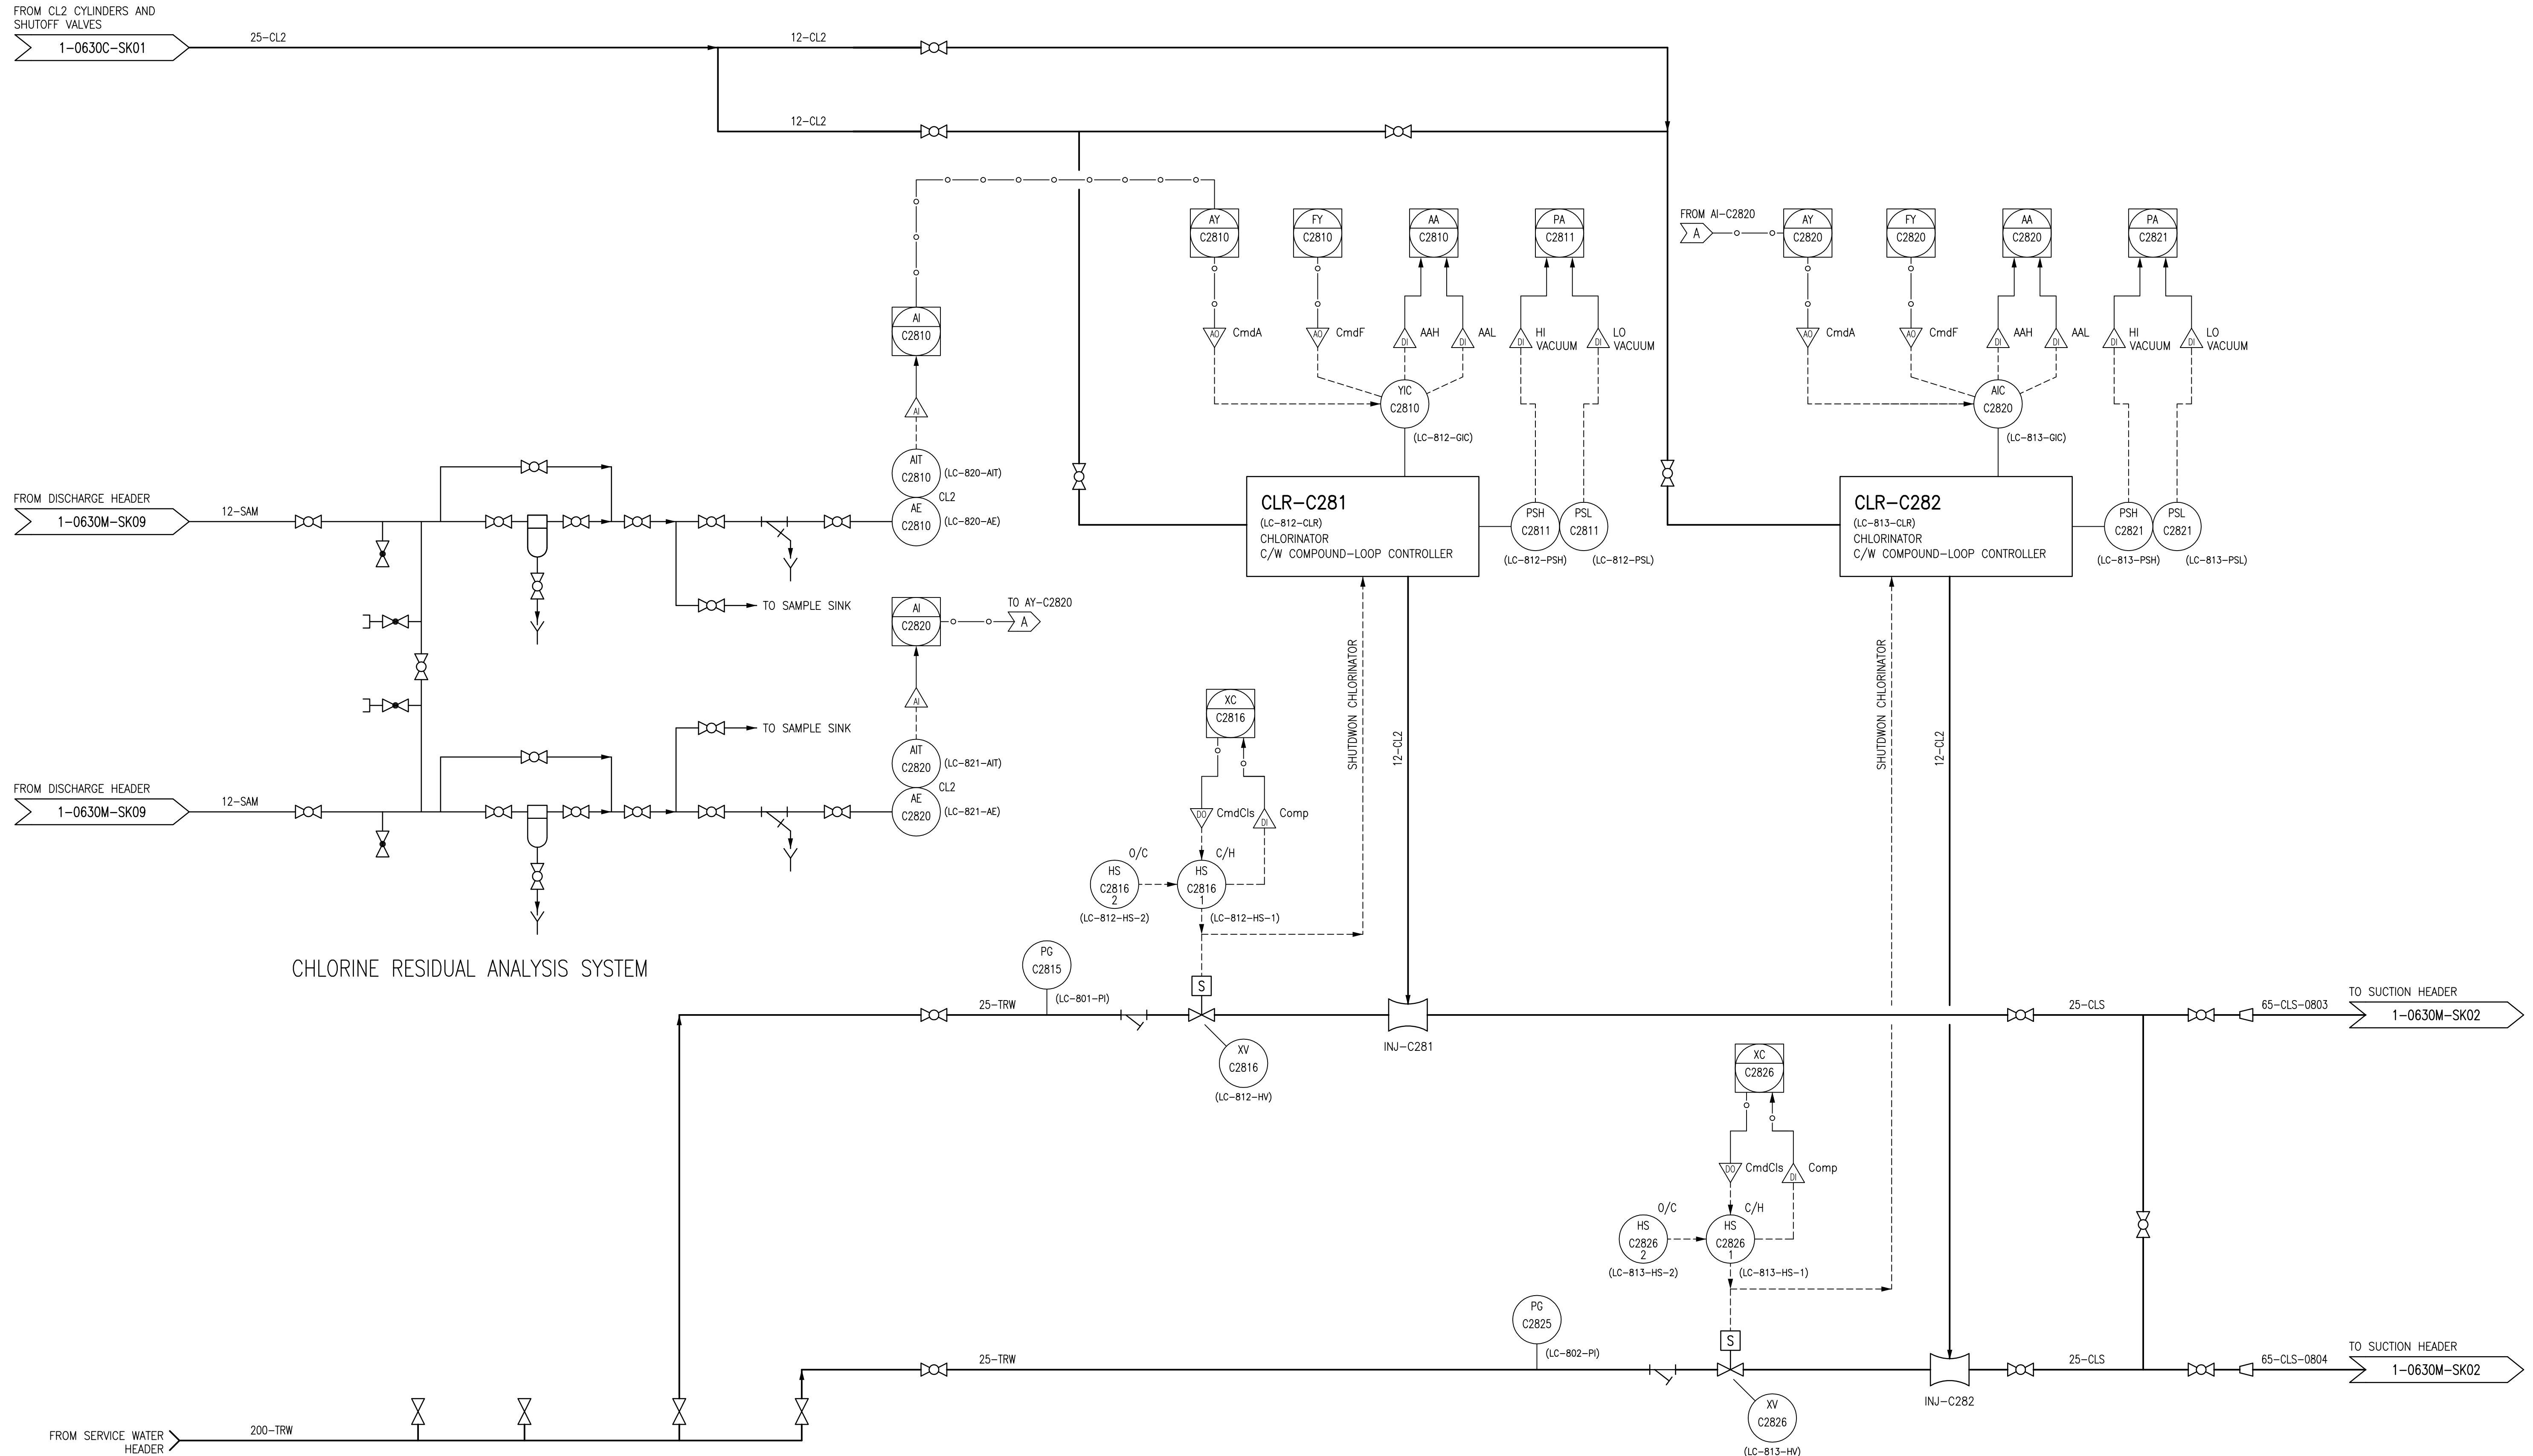 FROM CL2 CYLINDERS AND
SHUTOFF VALVES
1-0630C-SK01
25-CL2
12-CL2
12-CL2
AY
C2810
FY
C2810
AA
C2810
PA
C2811
FROM AI-C2820
A
AY
C2820
FY
C2820
AA
C2820
PA
C2821
AI
C2810
AO
CmdA
AO
CmdF
DI
AAH
DI
AAL
DI
HI
VACUUM
DI
LO
VACUUM
AO
CmdA
AO
CmdF
DI
AAH
DI
AAL
DI
HI
VACUUM
DI
LO
VACUUM
AI
YIC
C2810
(LC-812-GIC)
AIC
C2820
(LC-813-GIC)
AIT
C2810
(LC-820-AIT)
CL2
AE
C2810
(LC-820-AE)
FROM DISCHARGE HEADER
1-0630M-SK09
12-SAM
TO SAMPLE SINK
CLR-C281
(LC-812-CLR)
CHLORINATOR
C/W COMPOUND-LOOP CONTROLLER
PSH
C2811
(LC-812-PSH)
PSL
C2811
(LC-812-PSL)
CLR-C282
(LC-813-CLR)
CHLORINATOR
C/W COMPOUND-LOOP CONTROLLER
PSH
C2821
(LC-813-PSH)
PSL
C2821
(LC-813-PSL)
AI
C2820
TO AY-C2820
A
AI
AIT
C2820
(LC-821-AIT)
CL2
AE
C2820
(LC-821-AE)
TO SAMPLE SINK
FROM DISCHARGE HEADER
1-0630M-SK09
12-SAM
CHLORINE RESIDUAL ANALYSIS SYSTEM
SHUTDWON CHLORINATOR
12-CL2
SHUTDWON CHLORINATOR
12-CL2
XC
C2816
DO
CmdCls
DI
Comp
O/C
HS
C2816
2
(LC-812-HS-2)
C/H
HS
C2816
1
(LC-812-HS-1)
PG
C2815
(LC-801-PI)
S
25-TRW
XV
C2816
(LC-812-HV)
INJ-C281
25-CLS
65-CLS-0803
TO SUCTION HEADER
1-0630M-SK02
XC
C2826
DO
CmdCls
DI
Comp
O/C
HS
C2826
2
(LC-813-HS-2)
C/H
HS
C2826
1
(LC-813-HS-1)
PG
C2825
(LC-802-PI)
S
25-TRW
XV
C2826
(LC-813-HV)
INJ-C282
25-CLS
65-CLS-0804
TO SUCTION HEADER
1-0630M-SK02
FROM SERVICE WATER
HEADER
200-TRW